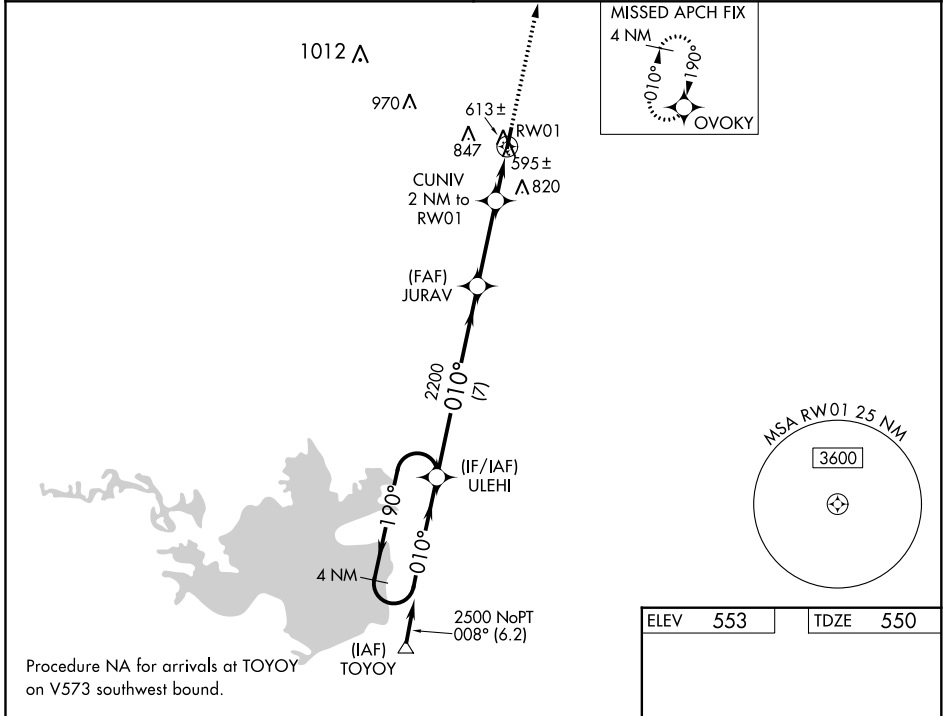 MISSED APCH FIX
4 NM
010°
190°
OVOKY
1012
970
613±
RW01
847
595±
CUNIV
2 NM to
RW01
820
(FAF)
JURAV
2200
010°
(7)
MSA RW01 25 NM
3600
(IF/IAF)
ULEHI
190°
010°
4 NM
2500 NoPT
008° (6.2)
(IAF)
TOYOY
Procedure NA for arrivals at TOYOY
on V573 southwest bound.
ELEV 553
TDZE 550